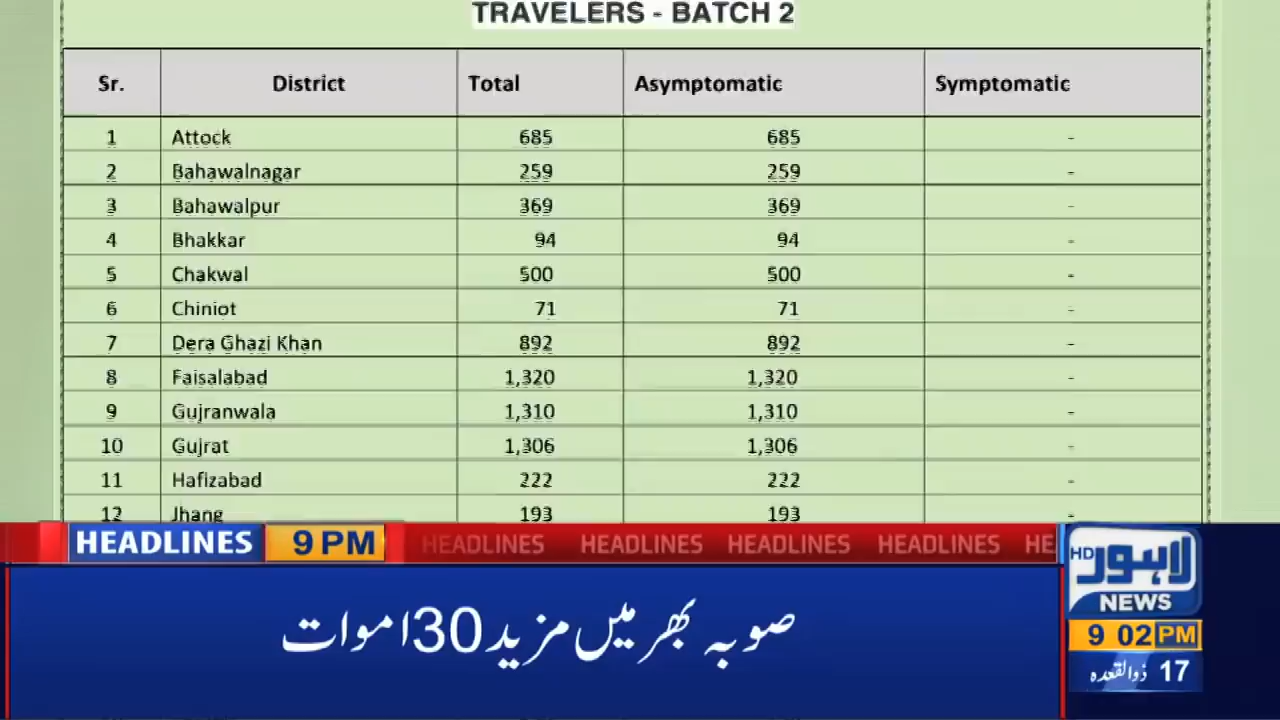 TRAVELERS - BATCH 2
Sr. District Total Asymptomatic Symptomatic
1 Attock 685 685 -
2 Bahawalnagar 259 259 -
3 Bahawalpur 369 369 -
4 Bhakkar 94 94 -
5 Chakwal 500 500 -
6 Chiniot 71 71 -
7 Dera Ghazi Khan 892 892 -
8 Faisalabad 1,320 1,320 -
9 Gujranwala 1,310 1,310 -
10 Gujrat 1,306 1,306 -
11 Hafizabad 222 222 -
12 Jhang 193 193 -
HEADLINES 9 PM HEADLINES HEADLINES HEADLINES HEADLINES HE
صوبہ بھر میں مزید 30 اموات
لاہور HD
NEWS
9 02 PM
17 ذوالقعدہ